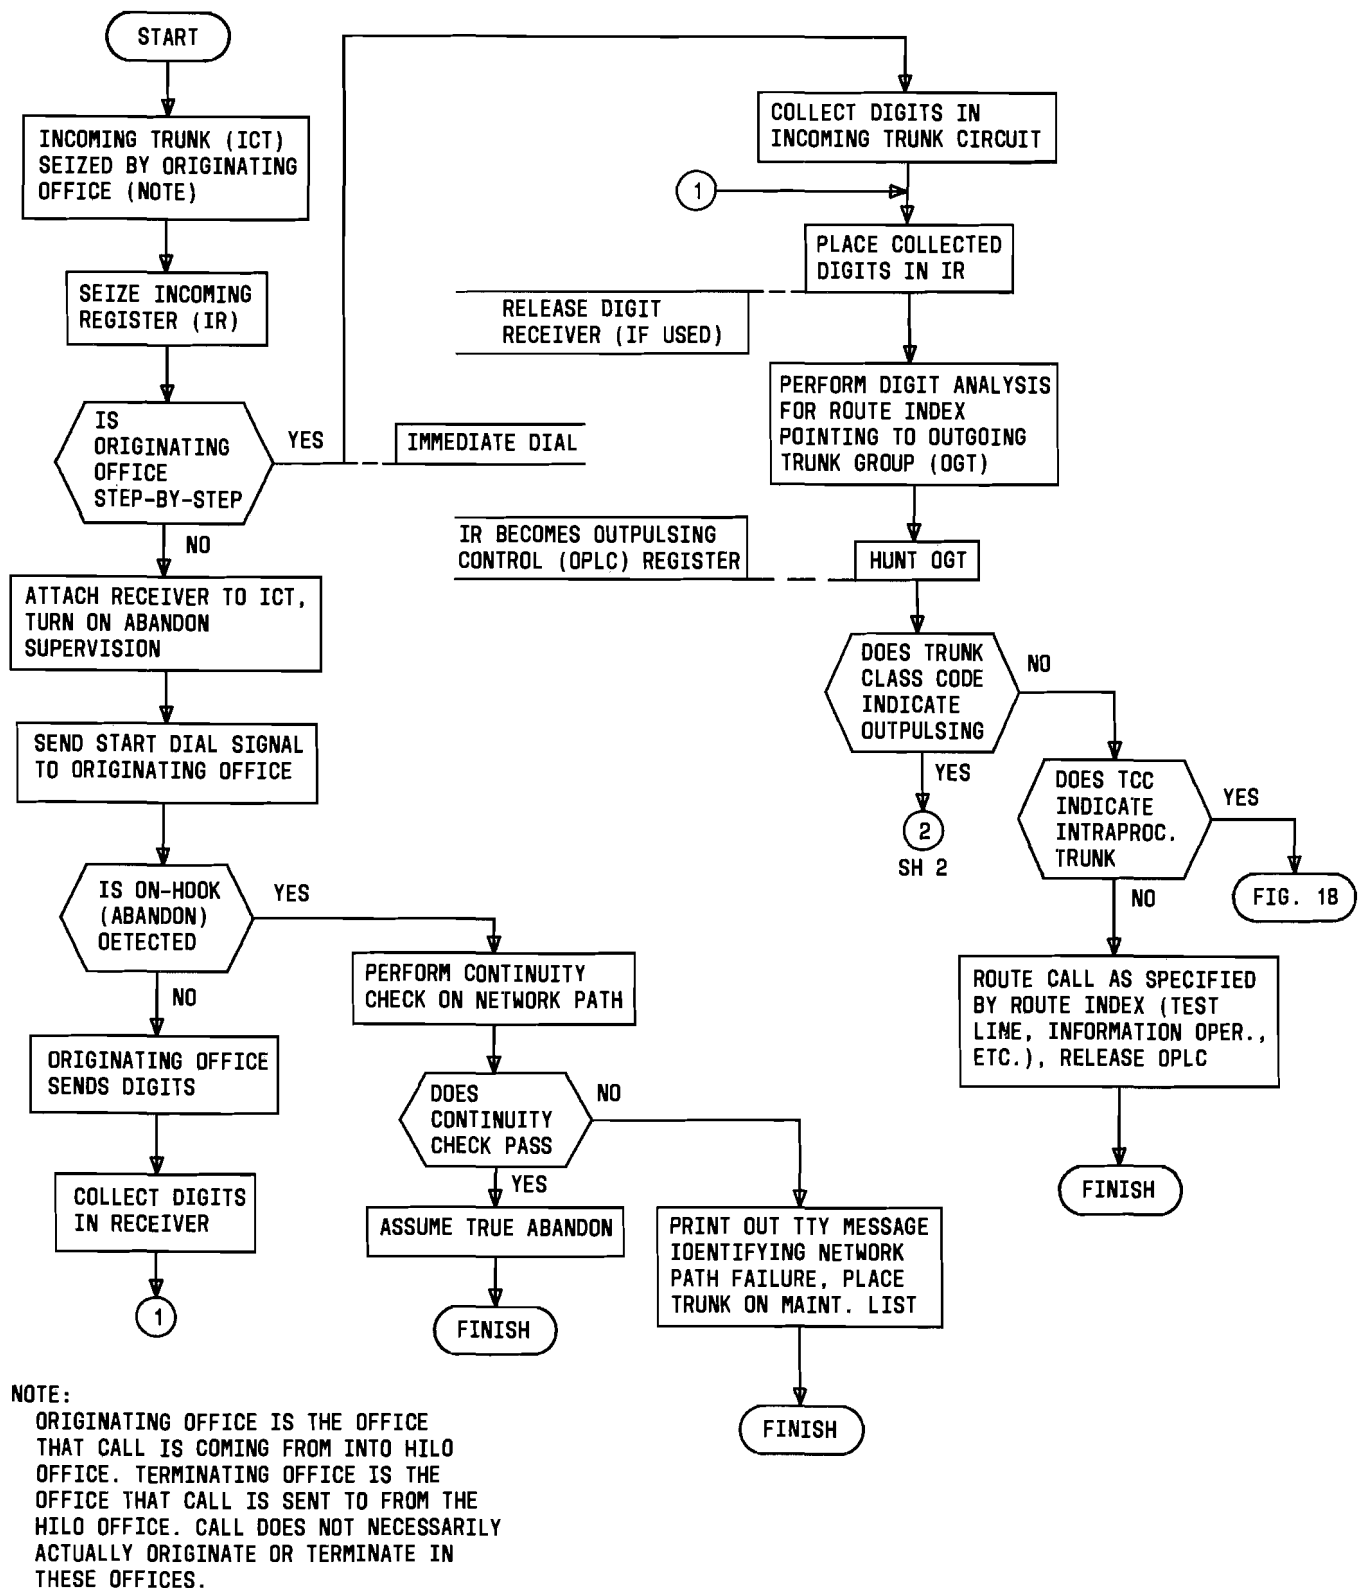 START
INCOMING TRUNK (ICT)
SEIZED BY ORIGINATING
OFFICE (NOTE)
SEIZE INCOMING
REGISTER (IR)
IS
ORIGINATING
OFFICE
STEP-BY-STEP
YES
IMMEDIATE DIAL
NO
ATTACH RECEIVER TO ICT,
TURN ON ABANDON
SUPERVISION
SEND START DIAL SIGNAL
TO ORIGINATING OFFICE
IS ON-HOOK
(ABANDON)
DETECTED
YES
NO
ORIGINATING OFFICE
SENDS DIGITS
COLLECT DIGITS
IN RECEIVER
1
PERFORM CONTINUITY
CHECK ON NETWORK PATH
DOES
CONTINUITY
CHECK PASS
NO
YES
ASSUME TRUE ABANDON
FINISH
PRINT OUT TTY MESSAGE
IDENTIFYING NETWORK
PATH FAILURE, PLACE
TRUNK ON MAINT. LIST
FINISH
COLLECT DIGITS IN
INCOMING TRUNK CIRCUIT
1
PLACE COLLECTED
DIGITS IN IR
RELEASE DIGIT
RECEIVER (IF USED)
PERFORM DIGIT ANALYSIS
FOR ROUTE INDEX
POINTING TO OUTGOING
TRUNK GROUP (OGT)
IR BECOMES OUTPULSING
CONTROL (OPLC) REGISTER
HUNT OGT
DOES TRUNK
CLASS CODE
INDICATE
OUTPULSING
NO
YES
2
SH 2
DOES TCC
INDICATE
INTRAPROC.
TRUNK
YES
FIG. 18
NO
ROUTE CALL AS SPECIFIED
BY ROUTE INDEX (TEST
LINE, INFORMATION OPER.,
ETC.), RELEASE OPLC
FINISH
NOTE:
ORIGINATING OFFICE IS THE OFFICE
THAT CALL IS COMING FROM INTO HILO
OFFICE. TERMINATING OFFICE IS THE
OFFICE THAT CALL IS SENT TO FROM THE
HILO OFFICE. CALL DOES NOT NECESSARILY
ACTUALLY ORIGINATE OR TERMINATE IN
THESE OFFICES.